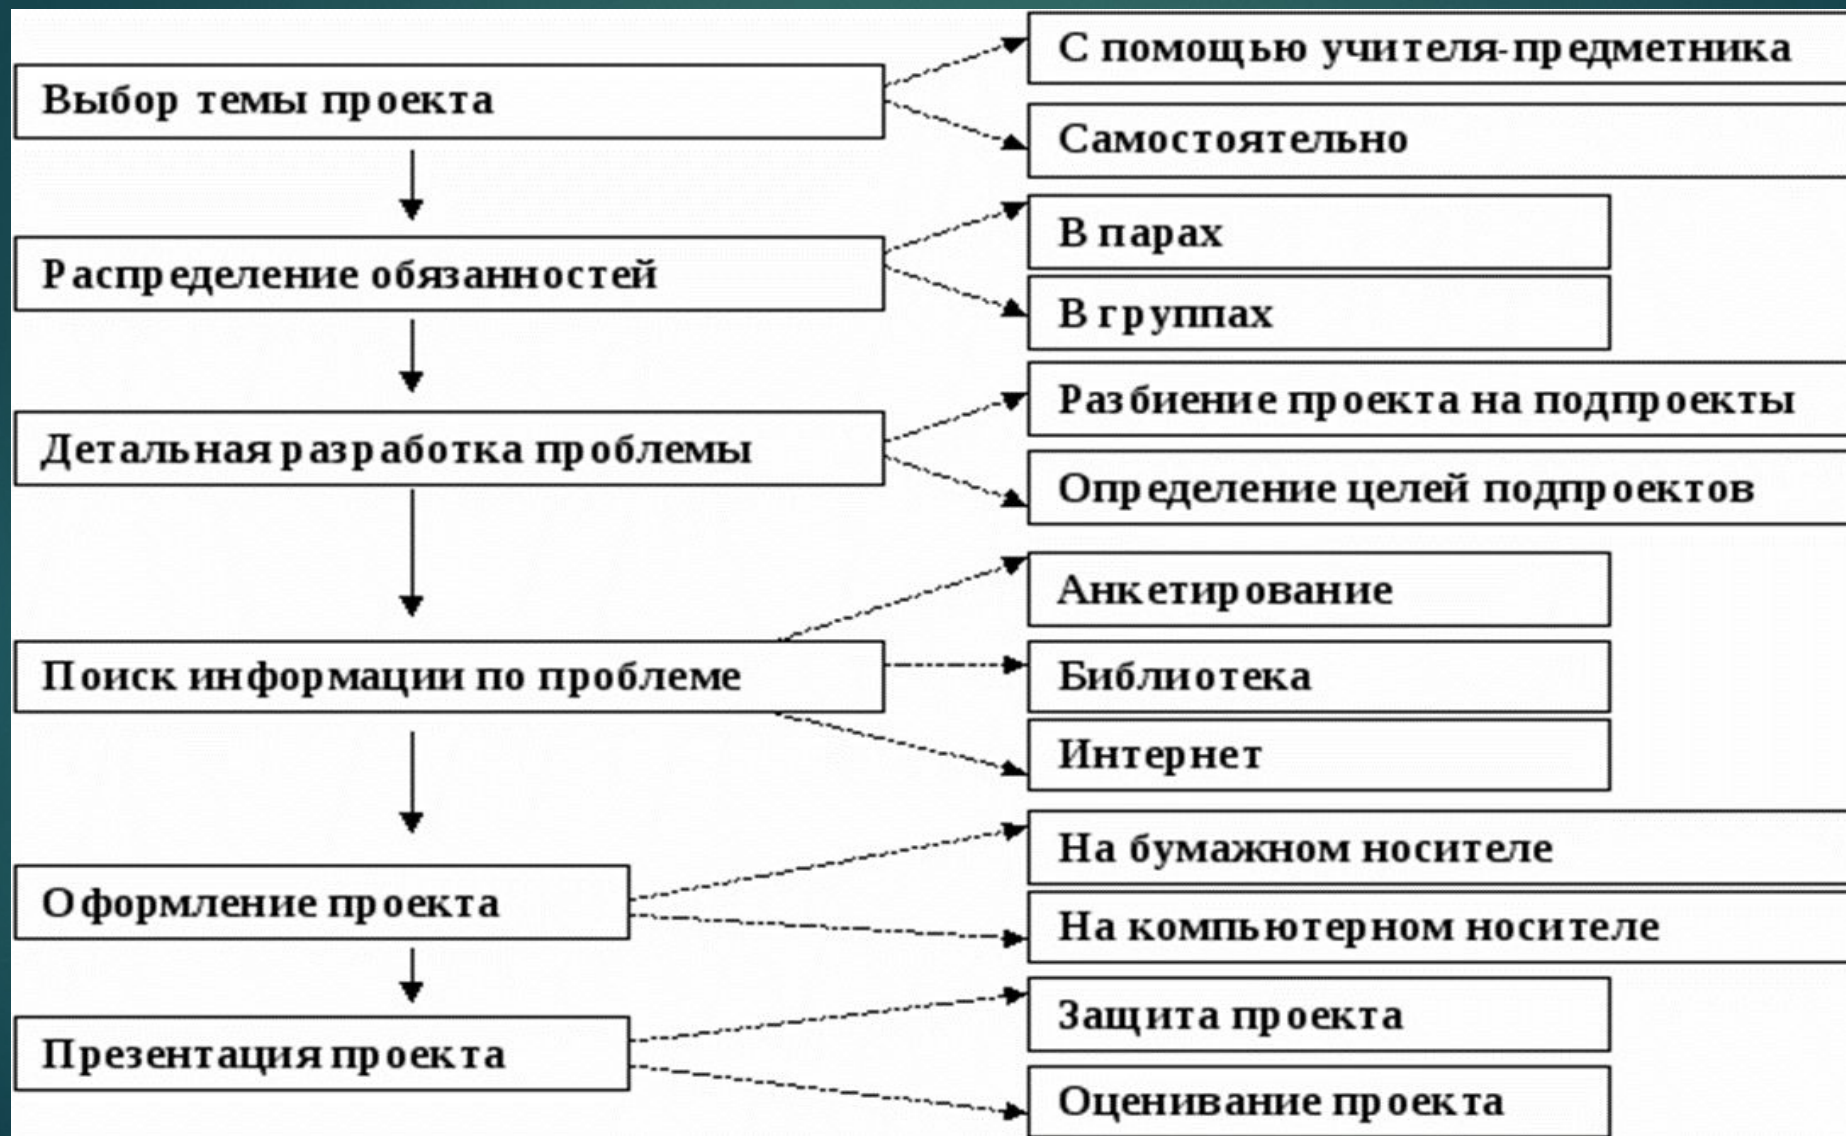 Выбор темы проекта
С помощью учителя-предметника
Самостоятельно
Распределение обязанностей
В парах
В группах
Детальная разработка проблемы
Разбиение проекта на подпроекты
Определение целей подпроектов
Поиск информации по проблеме
Анкетирование
Библиотека
Интернет
Оформление проекта
На бумажном носителе
На компьютерном носителе
Презентация проекта
Защита проекта
Оценивание проекта